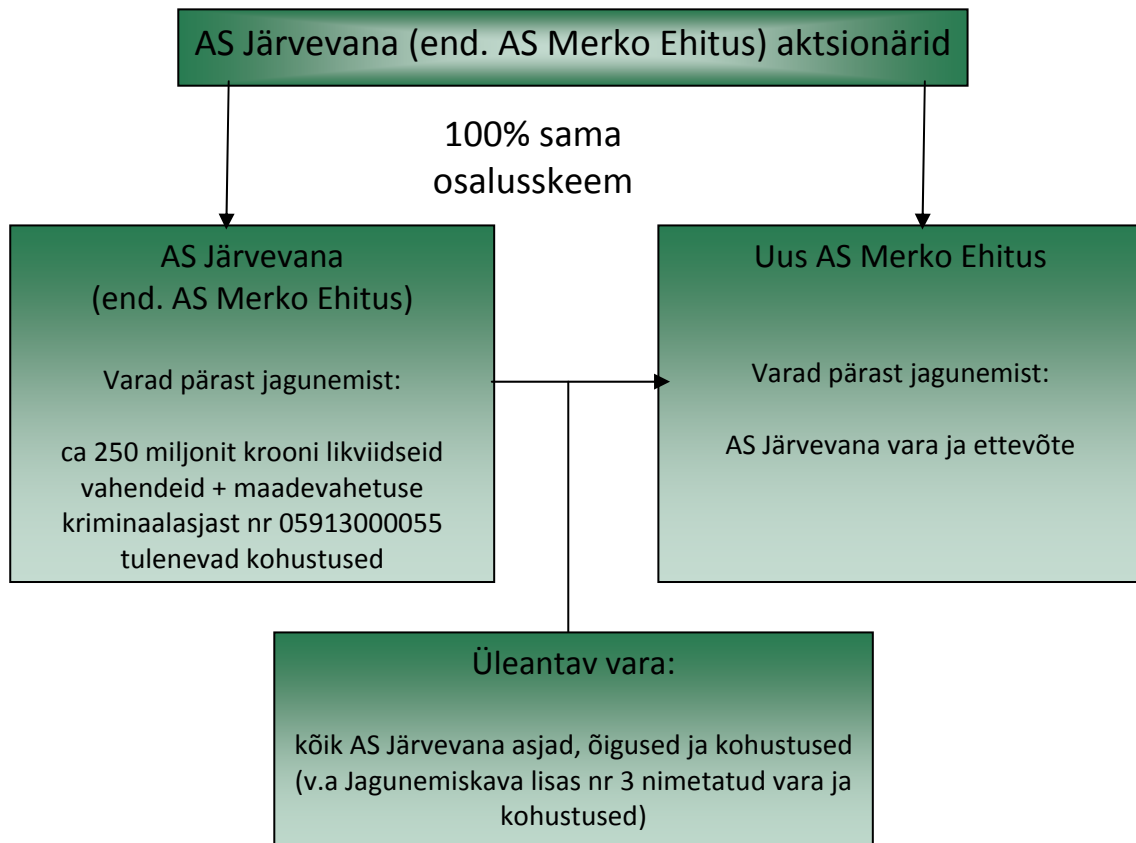 AS Järvevana (end. AS Merko Ehitus) aktsionärid
100% sama
osalusskeem
AS Järvevana
(end. AS Merko Ehitus)
Varad pärast jagunemist:
ca 250 miljonit krooni likviidseid
vahendeid + maadevahetuse
kriminaalasjast nr 05913000055
tulenevad kohustused
Uus AS Merko Ehitus
Varad pärast jagunemist:
AS Järvevana vara ja ettevõte
Üleantav vara:
kõik AS Järvevana asjad, õigused ja kohustused
(v.a Jagunemiskava lisas nr 3 nimetatud vara ja
kohustused)